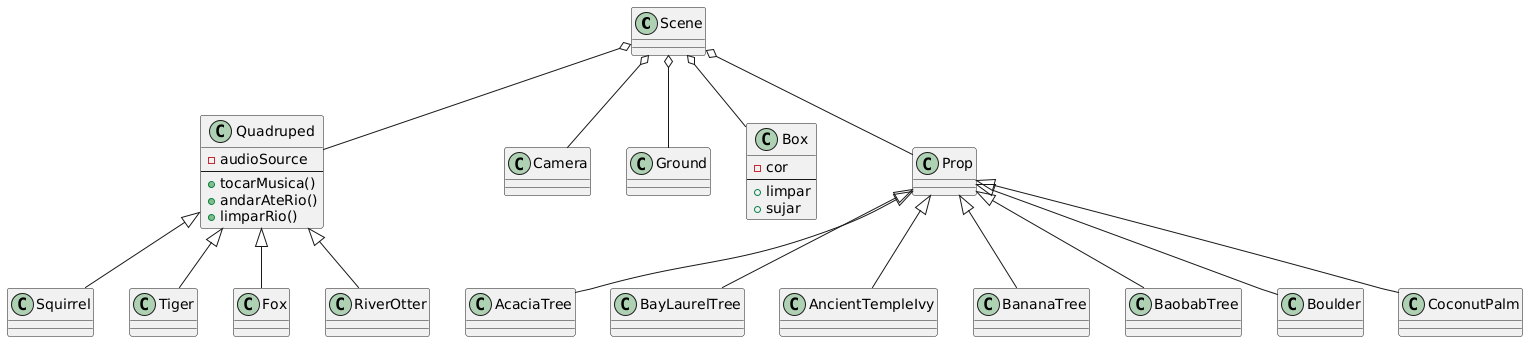 C Scene
C Quadruped
audioSource
tocarMusica()
andarAteRio()
limparRio()
C Camera
C Ground
C Box
cor
limpar
sujar
C Prop
C Squirrel
C Tiger
C Fox
C RiverOtter
C AcaciaTree
C BayLaurelTree
C AncientTempleIvy
C BananaTree
C BaobabTree
C Boulder
C CoconutPalm